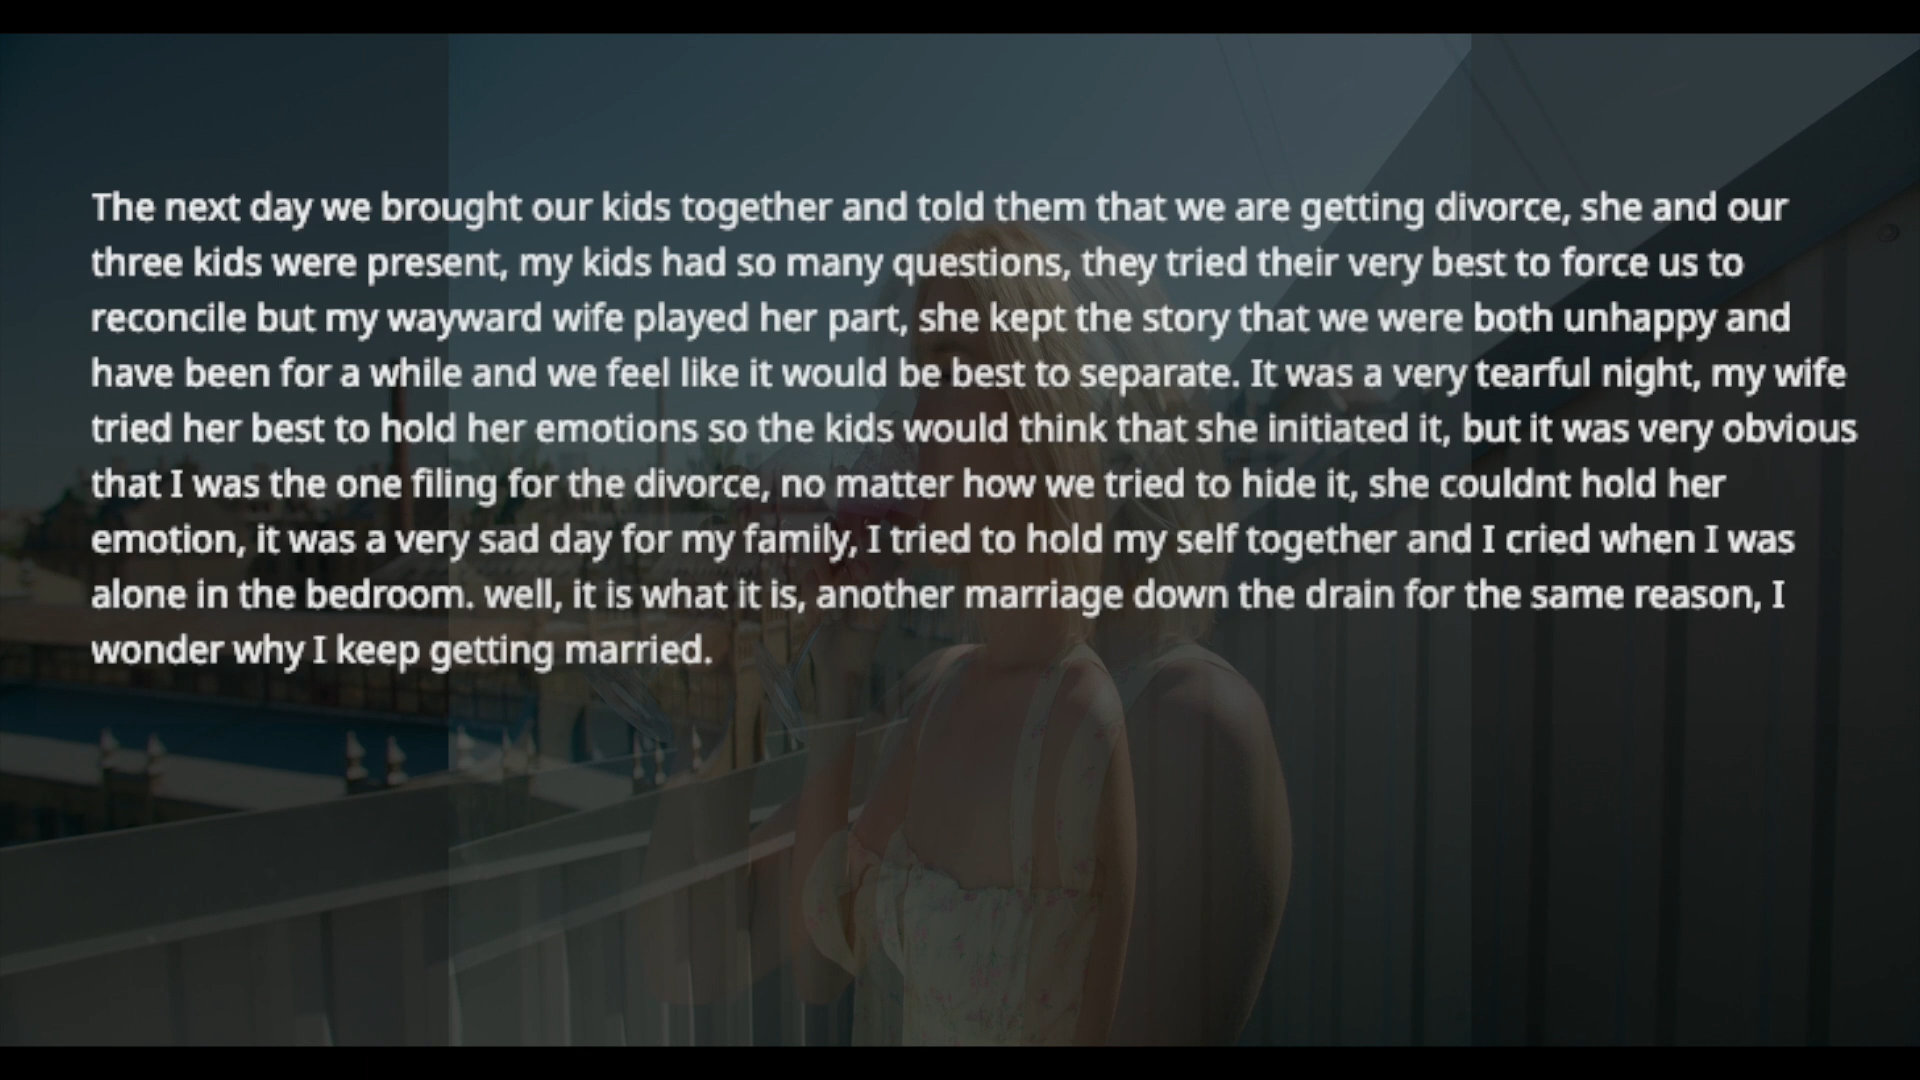 The next day we brought our kids together and told them that we are getting divorce, she and our
three kids were present, my kids had so many questions, they tried their very best to force us to
reconcile but my wayward wife played her part, she kept the story that we were both unhappy and
have been for a while and we feel like it would be best to separate. It was a very tearful night, my wife
tried her best to hold her emotions so the kids would think that she initiated it, but it was very obvious
that I was the one filing for the divorce, no matter how we tried to hide it, she couldnt hold her
emotion, it was a very sad day for my family, I tried to hold my self together and I cried when I was
alone in the bedroom. well, it is what it is, another marriage down the drain for the same reason, I
wonder why I keep getting married.